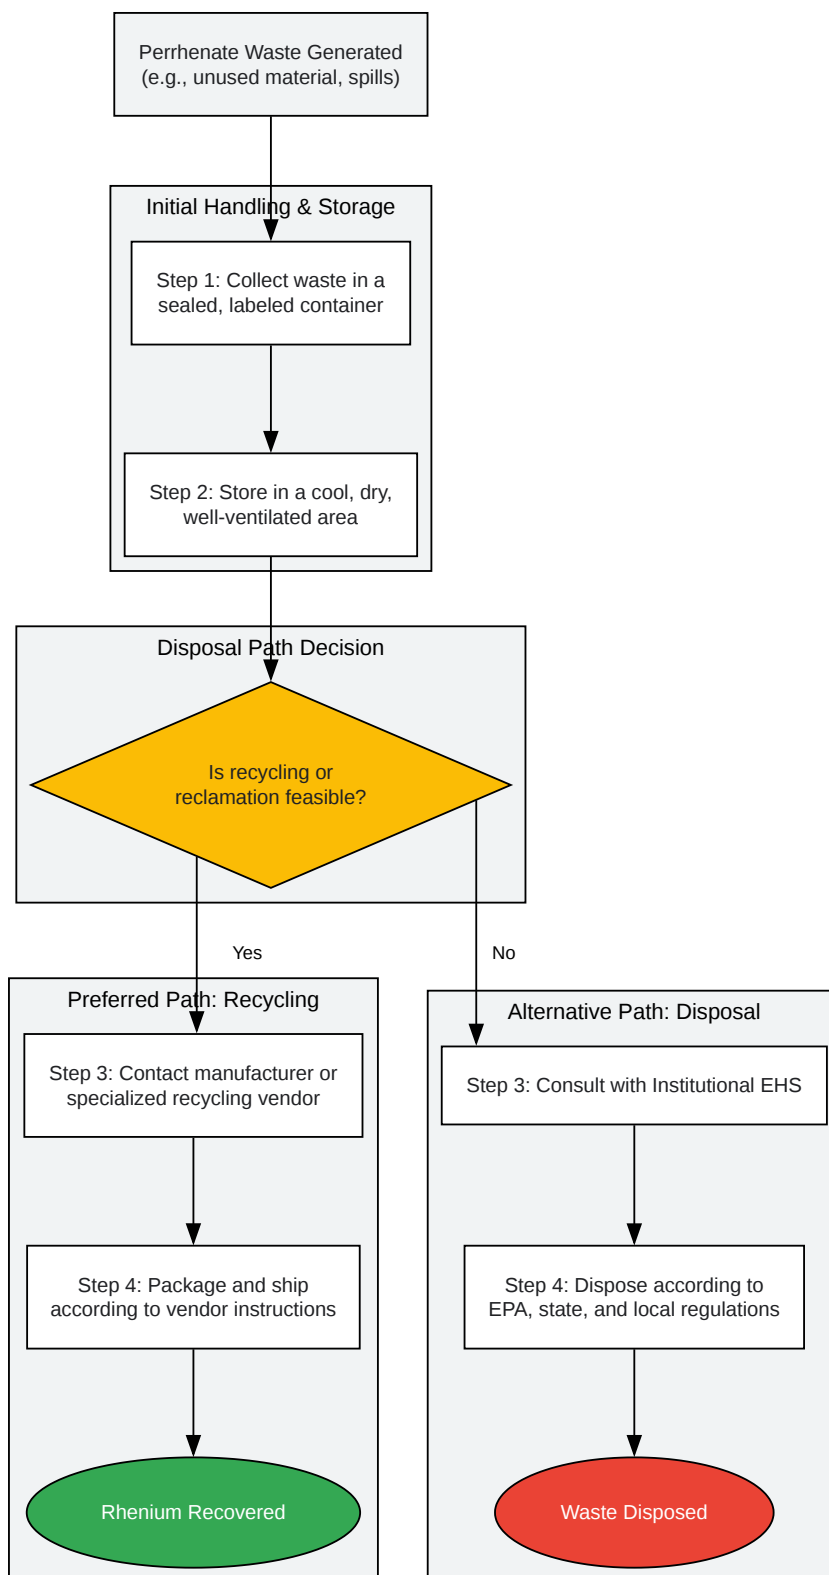 Perrhenate Waste Generated
(e.g., unused material, spills)
Initial Handling & Storage
Step 1: Collect waste in a
sealed, labeled container
Step 2: Store in a cool, dry,
well-ventilated area
Disposal Path Decision
Is recycling or
reclamation feasible?
Yes
No
Preferred Path: Recycling
Step 3: Contact manufacturer or
specialized recycling vendor
Step 4: Package and ship
according to vendor instructions
Rhenium Recovered
Alternative Path: Disposal
Step 3: Consult with Institutional EHS
Step 4: Dispose according to
EPA, state, and local regulations
Waste Disposed